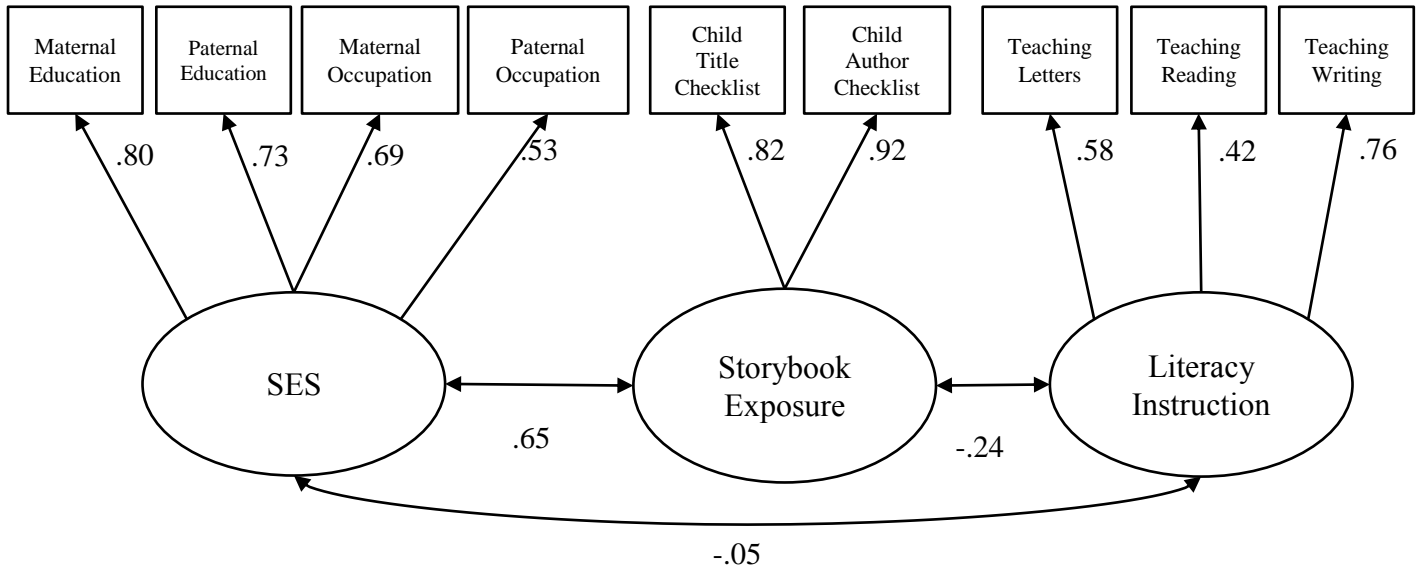 Maternal
Education
Paternal
Education
Maternal
Occupation
Paternal
Occupation
Child
Title
Checklist
Child
Author
Checklist
Teaching
Letters
Teaching
Reading
Teaching
Writing
.80
.73
.69
.53
.82
.92
.58
.42
.76
SES
Storybook
Exposure
Literacy
Instruction
.65
-.24
-.05